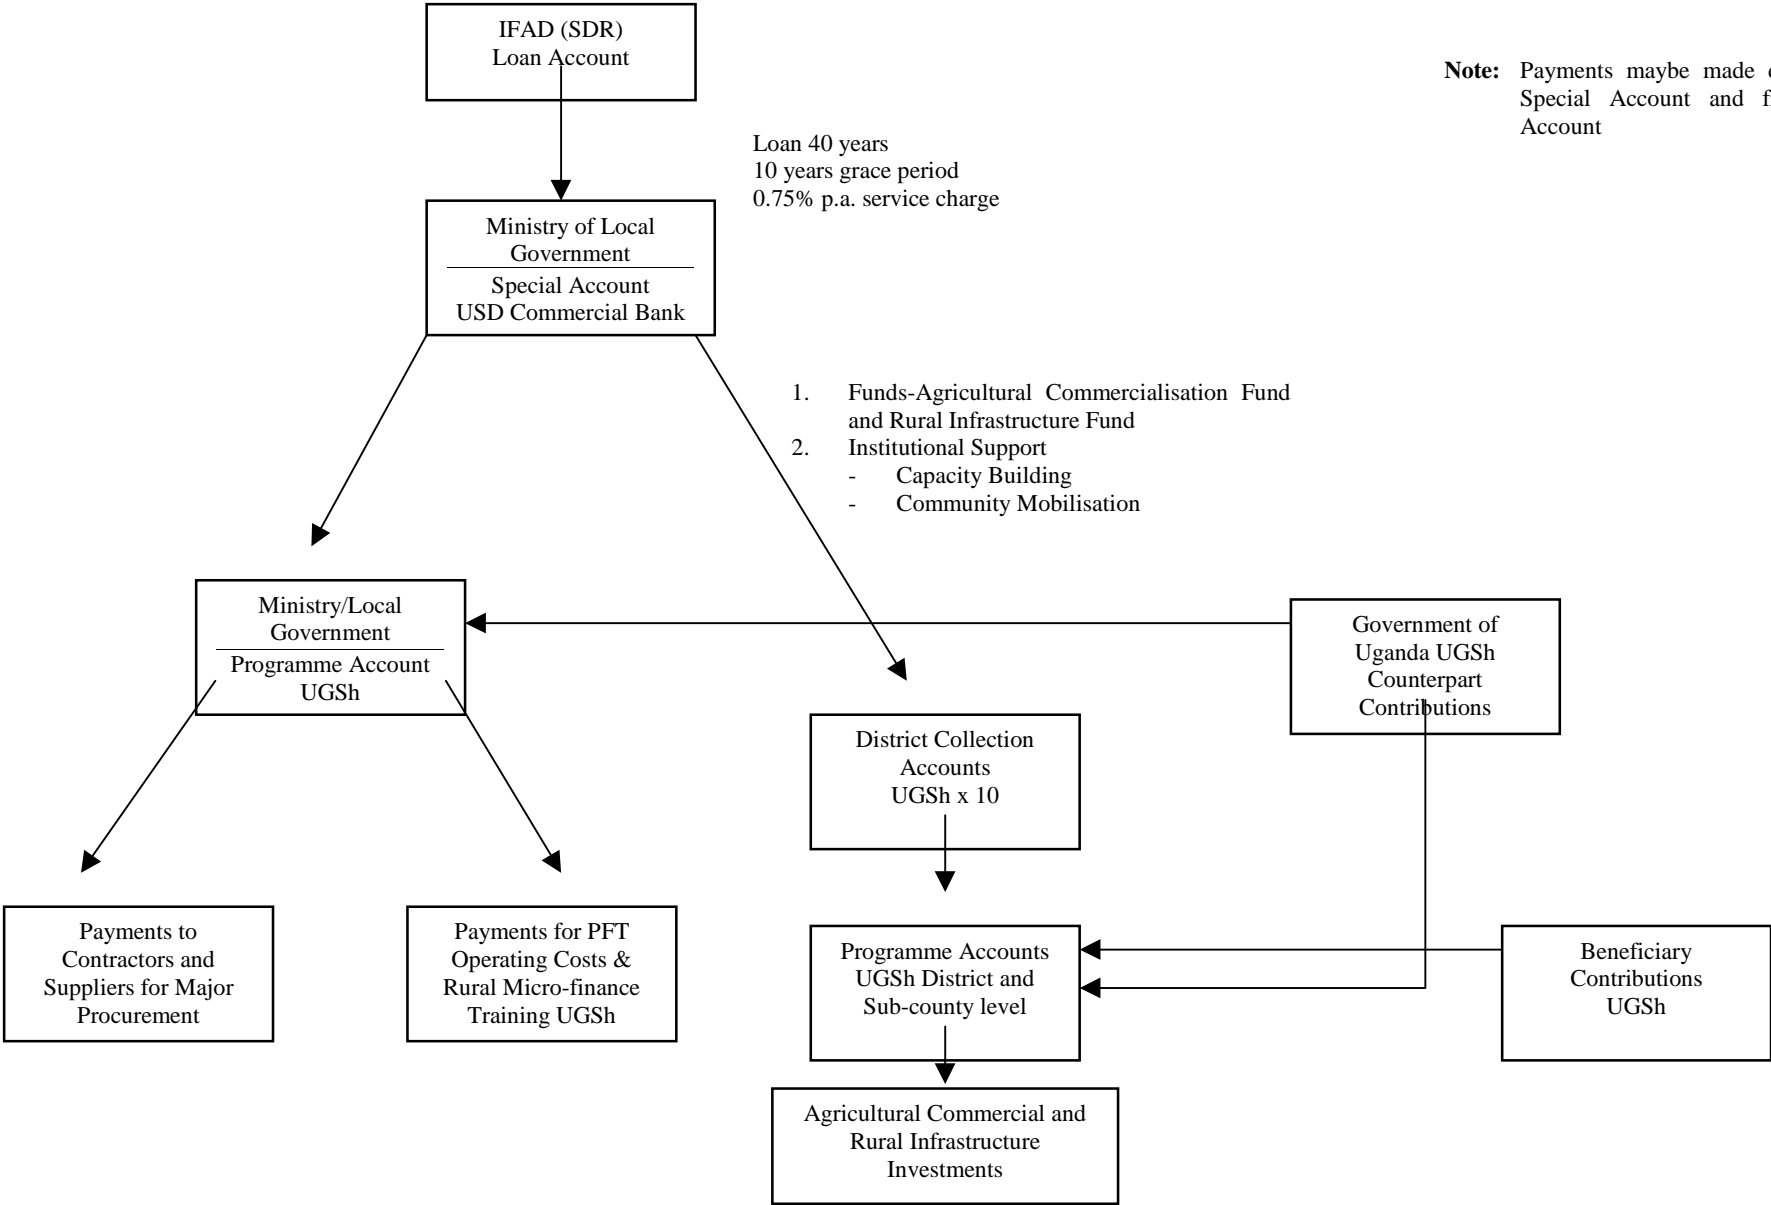 IFAD (SDR)
Loan Account
Note: Payments maybe made
Special Account and
Account
Loan 40 years
10 years grace period
0.75% p.a. service charge
Ministry of Local
Government
Special Account
USD Commercial Bank
1. Funds-Agricultural Commercialisation Fund
and Rural Infrastructure Fund
2. Institutional Support
- Capacity Building
- Community Mobilisation
Ministry/Local
Government
Programme Account
UGSh
Government of
Uganda UGSh
Counterpart
Contributions
District Collection
Accounts
UGSh x 10
Payments to
Contractors and
Suppliers for Major
Procurement
Payments for PFT
Operating Costs &
Rural Micro-finance
Training UGSh
Programme Accounts
UGSh District and
Sub-county level
Beneficiary
Contributions
UGSh
Agricultural Commercial and
Rural Infrastructure
Investments